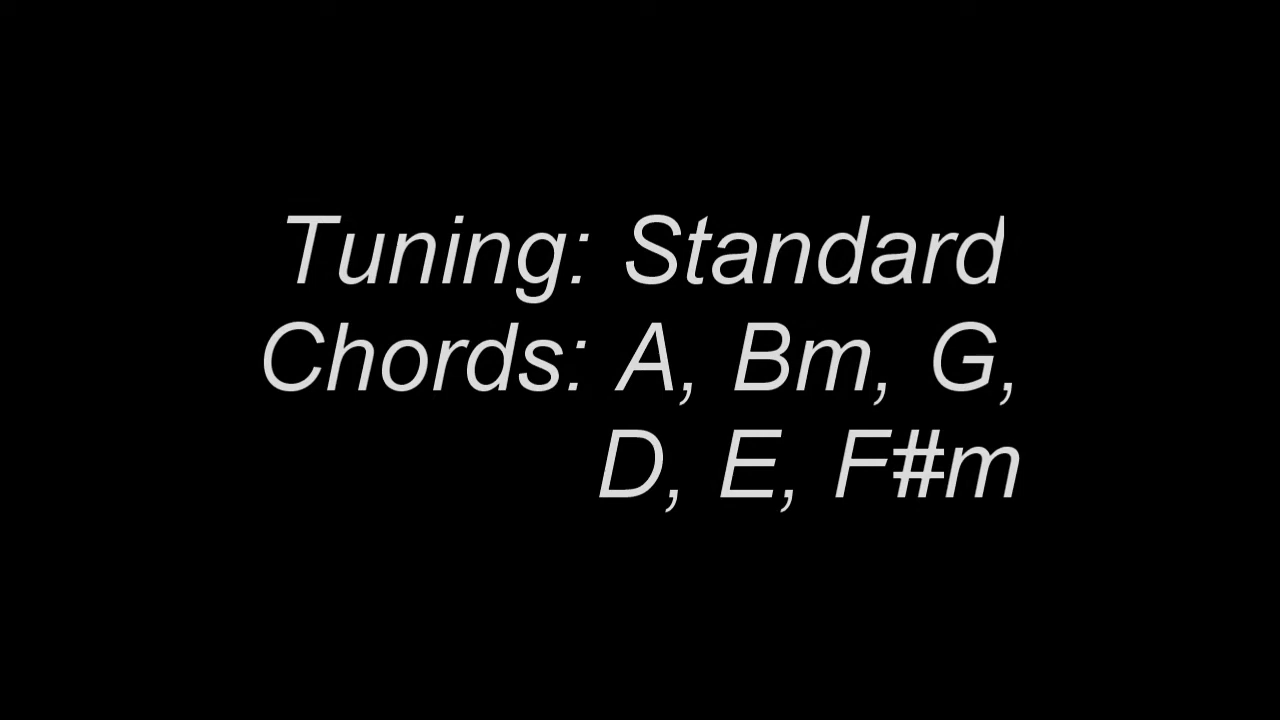 Tuning: Standard
Chords: A, Bm, G,
D, E, F#m